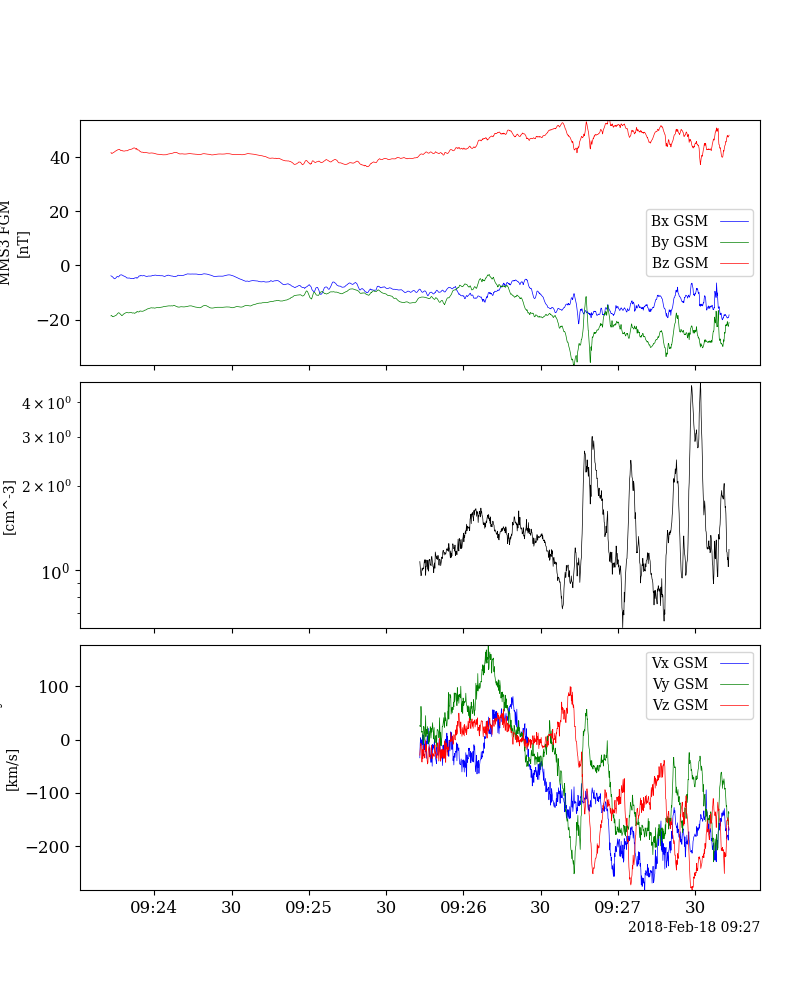 40
20
0
−20
MMS3 FGM
[nT]
Bx GSM
By GSM
Bz GSM
4 × 10⁰
3 × 10⁰
2 × 10⁰
10⁰
[cm^-3]
100
0
−100
−200
[km/s]
Vx GSM
Vy GSM
Vz GSM
09:24 30 09:25 30 09:26 30 09:27 30
2018-Feb-18 09:27